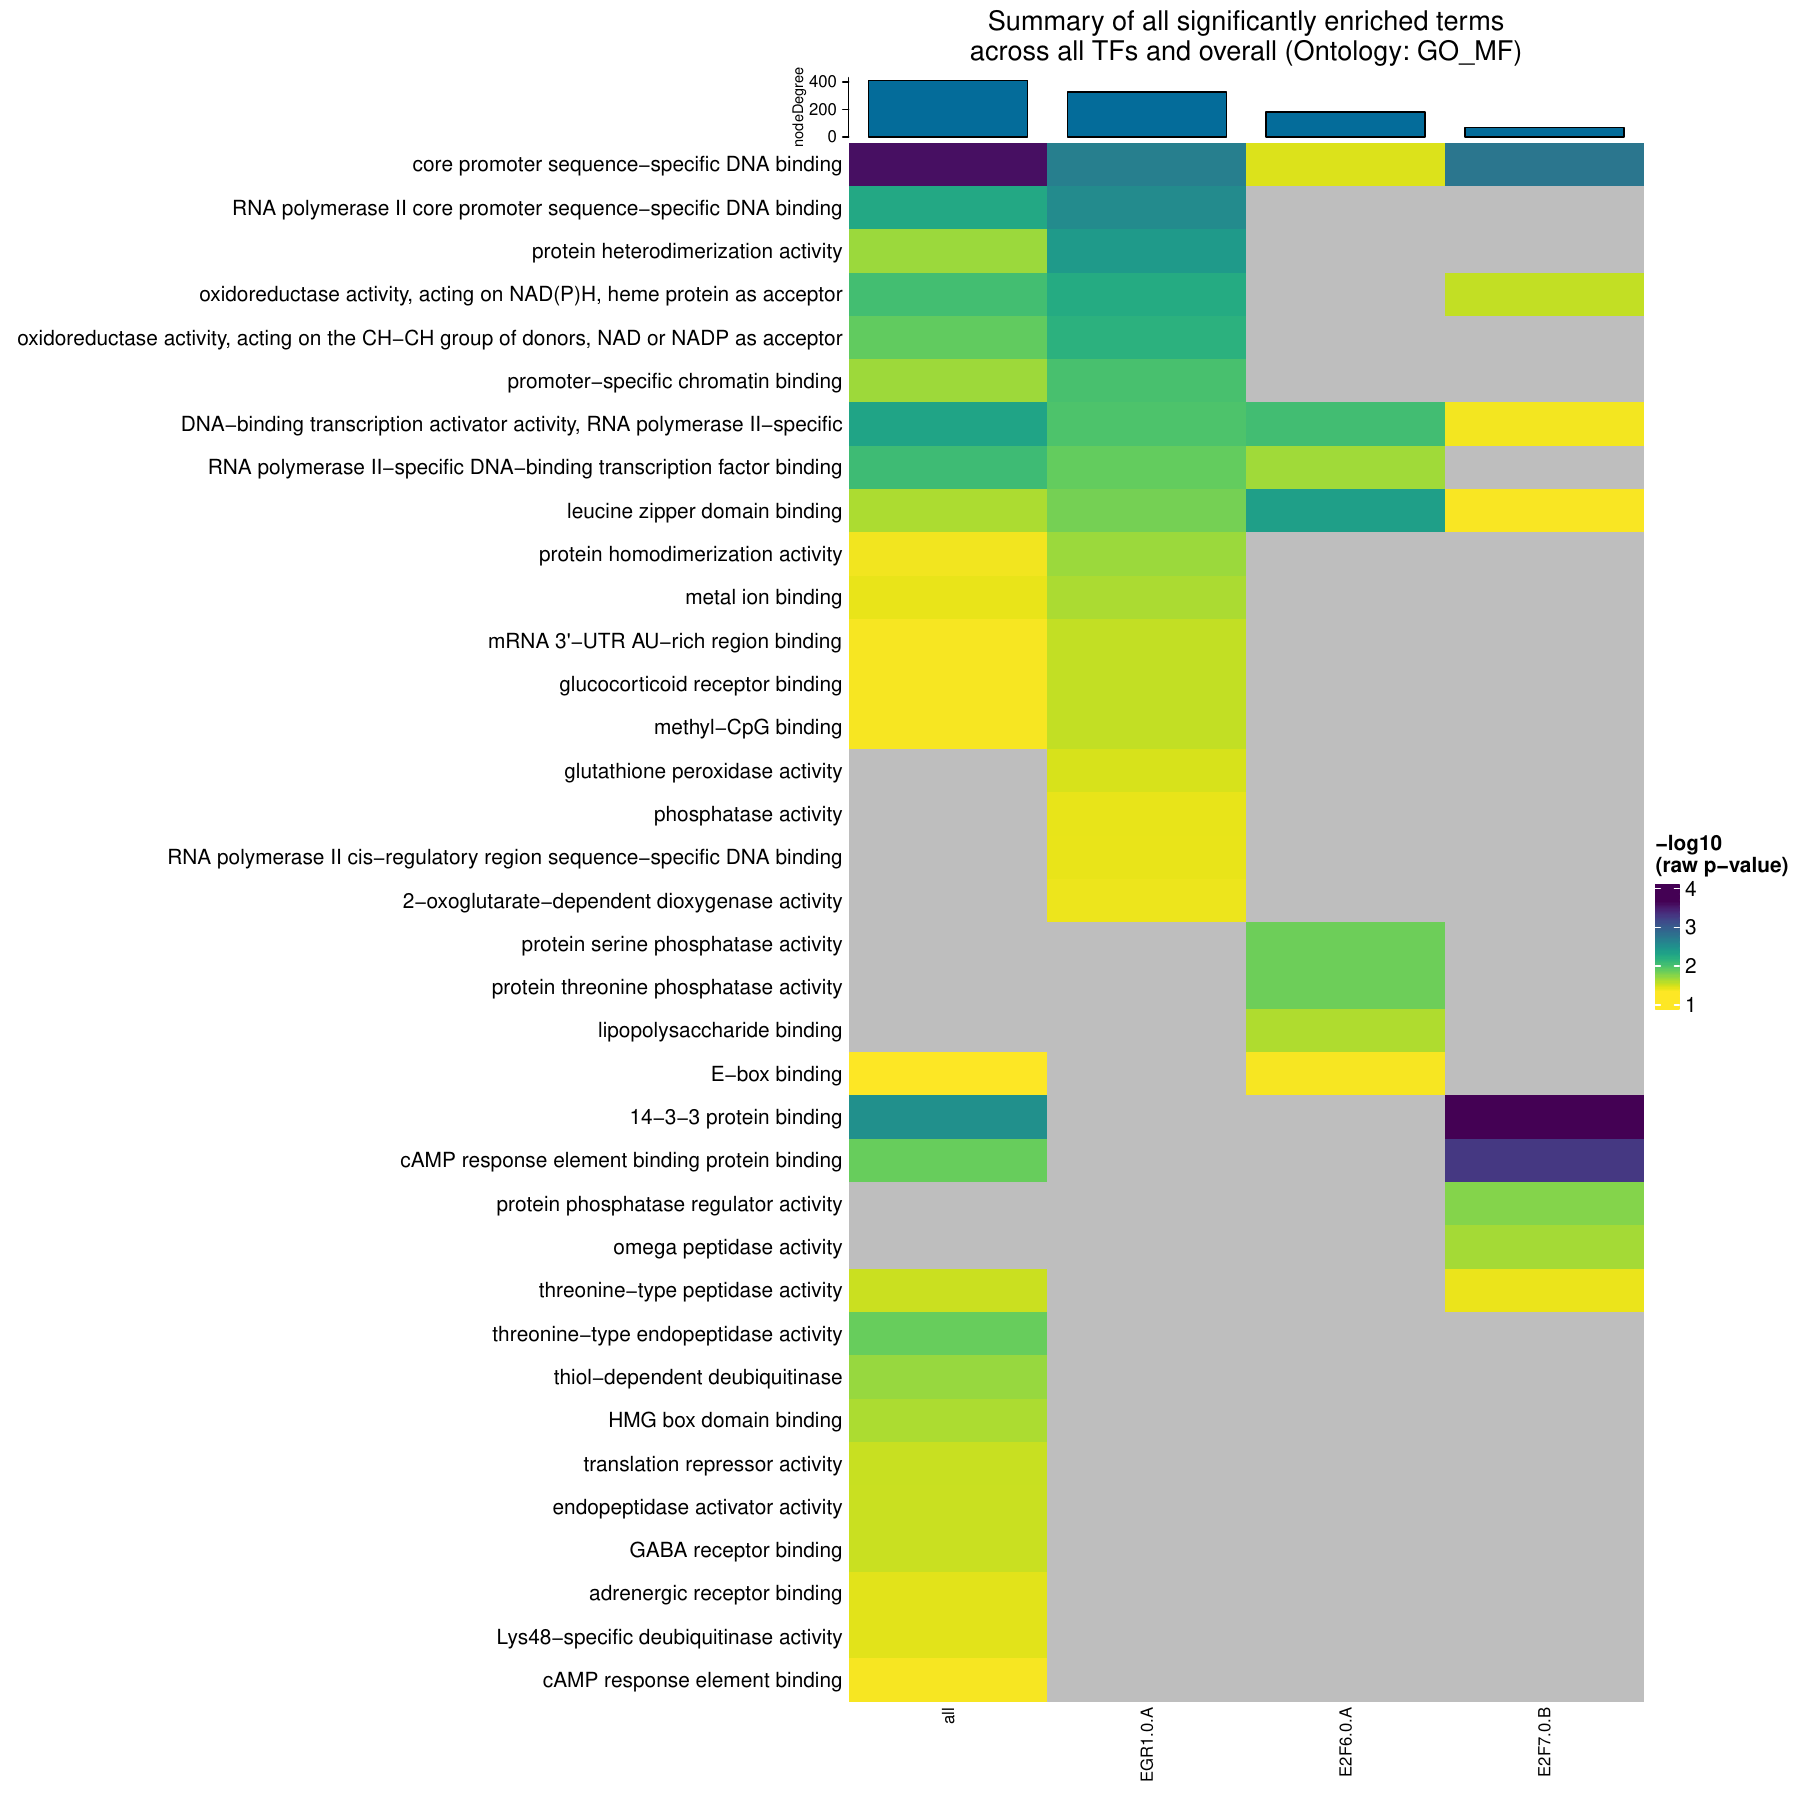 Summary of all significantly enriched terms
across all TFs and overall (Ontology: GO_MF)
nodeDegree
400
200
0
core promoter sequence−specific DNA binding
RNA polymerase II core promoter sequence−specific DNA binding
protein heterodimerization activity
oxidoreductase activity, acting on NAD(P)H, heme protein as acceptor
oxidoreductase activity, acting on the CH−CH group of donors, NAD or NADP as acceptor
promoter−specific chromatin binding
DNA−binding transcription activator activity, RNA polymerase II−specific
RNA polymerase II−specific DNA−binding transcription factor binding
leucine zipper domain binding
protein homodimerization activity
metal ion binding
mRNA 3'−UTR AU−rich region binding
glucocorticoid receptor binding
methyl−CpG binding
glutathione peroxidase activity
phosphatase activity
RNA polymerase II cis−regulatory region sequence−specific DNA binding
2−oxoglutarate−dependent dioxygenase activity
protein serine phosphatase activity
protein threonine phosphatase activity
lipopolysaccharide binding
E−box binding
14−3−3 protein binding
cAMP response element binding protein binding
protein phosphatase regulator activity
omega peptidase activity
threonine−type peptidase activity
threonine−type endopeptidase activity
thiol−dependent deubiquitinase
HMG box domain binding
translation repressor activity
endopeptidase activator activity
GABA receptor binding
adrenergic receptor binding
Lys48−specific deubiquitinase activity
cAMP response element binding
all
EGR1.0.A
E2F6.0.A
E2F7.0.B
−log10
(raw p−value)
4
3
2
1